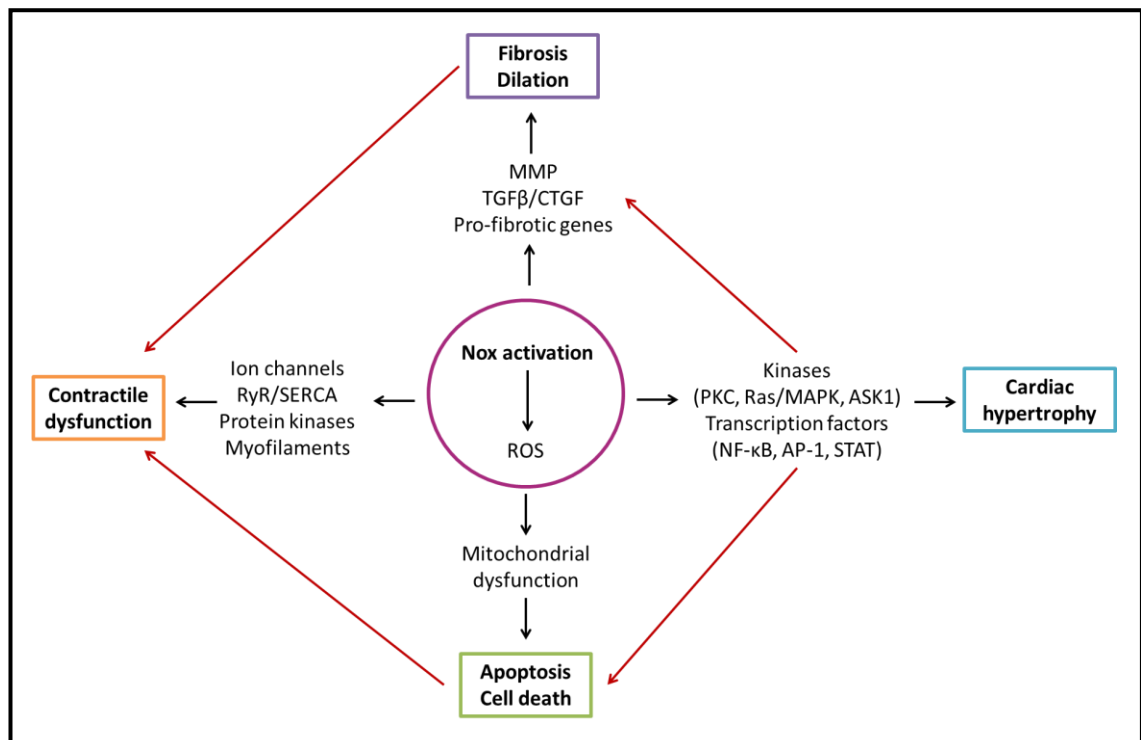 Fibrosis
Dilation
MMP
TGFβ/CTGF
Pro-fibrotic genes
Nox activation
ROS
Ion channels
RyR/SERCA
Protein kinases
Myofilaments
Contractile
dysfunction
Kinases
(PKC, Ras/MAPK, ASK1)
Transcription factors
(NF-κB, AP-1, STAT)
Cardiac
hypertrophy
Mitochondrial
dysfunction
Apoptosis
Cell death